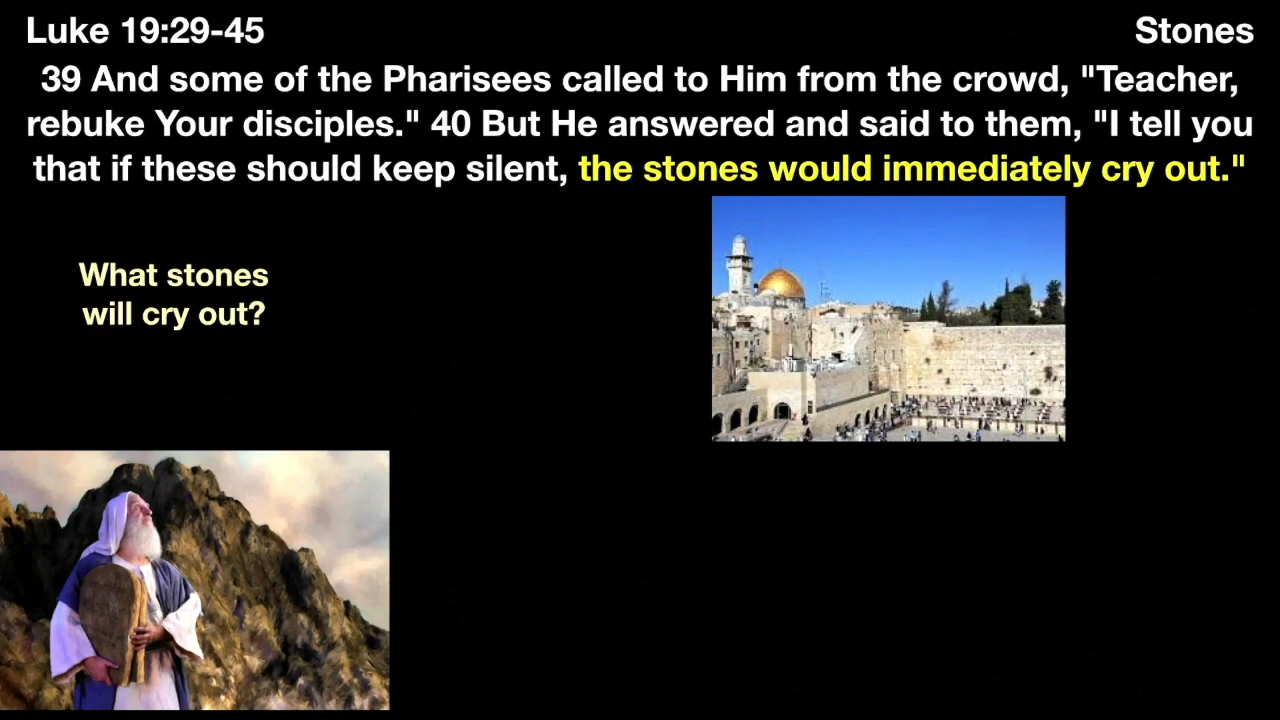 Luke 19:29-45
Stones
39 And some of the Pharisees called to Him from the crowd, "Teacher,
rebuke Your disciples." 40 But He answered and said to them, "I tell you
that if these should keep silent, the stones would immediately cry out."
What stones
will cry out?